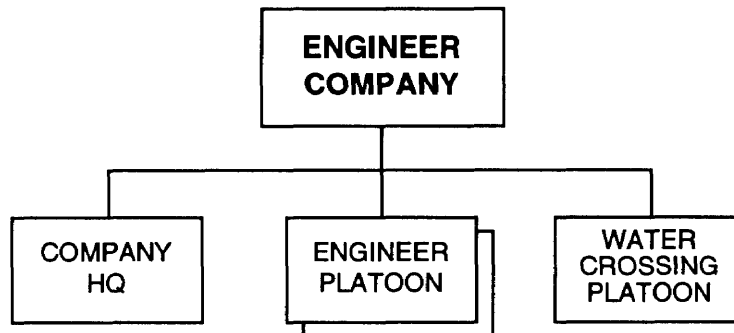 ENGINEER
COMPANY
COMPANY
HQ
ENGINEER
PLATOON
WATER
CROSSING
PLATOON